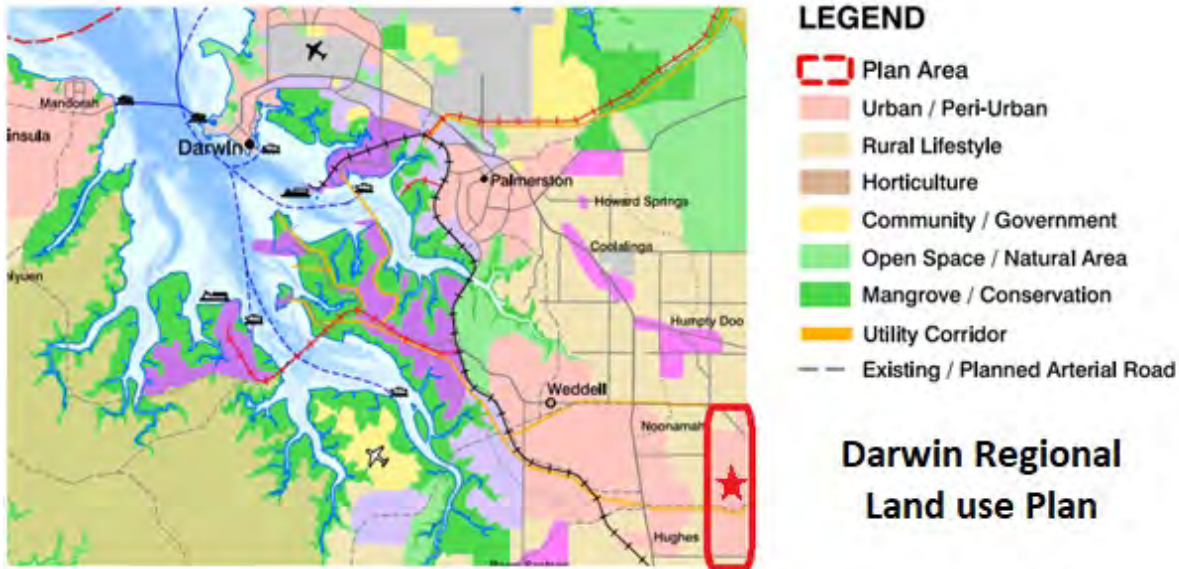 LEGEND
Plan Area
Urban / Peri-Urban
Rural Lifestyle
Horticulture
Community / Government
Open Space / Natural Area
Mangrove / Conservation
Utility Corridor
Existing / Planned Arterial Road
Darwin Regional
Land use Plan
Mandorah
insula
Darwin
Palmerston
Howard Springs
Coolalinga
Humpty Doo
Weddell
Noonamah
Hughes